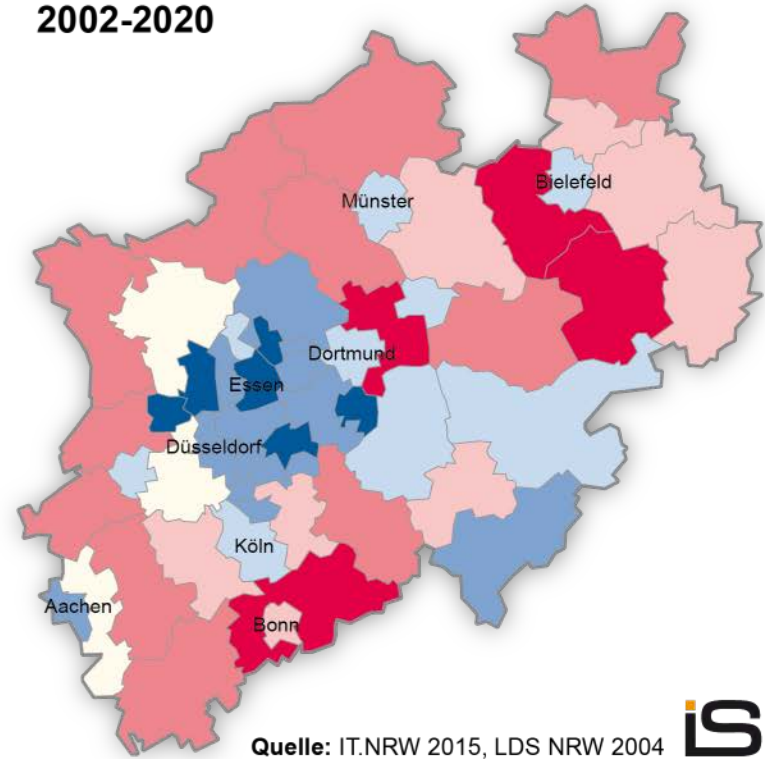 2002-2020
Münster
Bielefeld
Dortmund
Essen
Düsseldorf
Köln
Aachen
Bonn
Quelle: IT.NRW 2015, LDS NRW 2004
iS